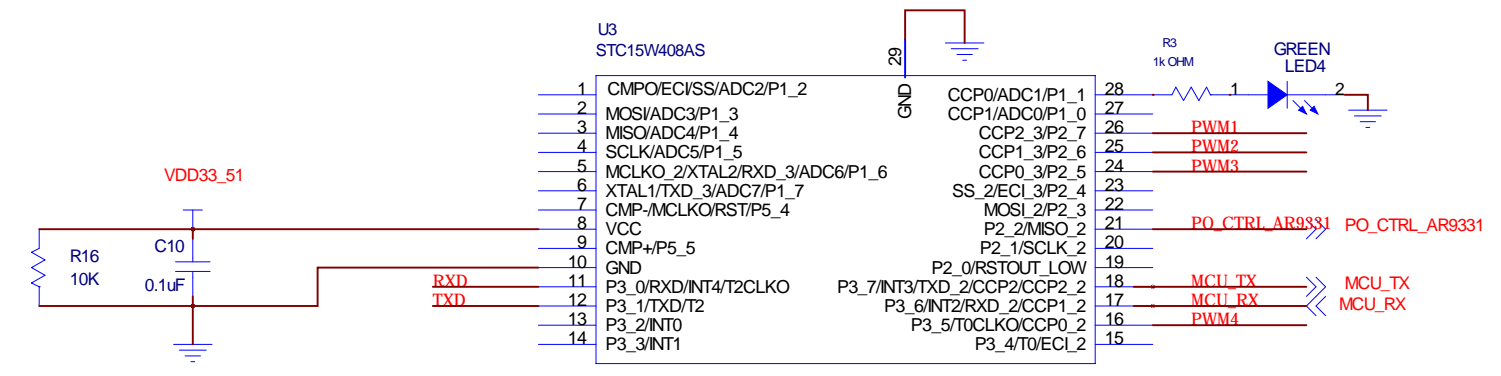 U3
STC15W408AS
29
GND
R3
1k OHM
GREEN
LED4
1
2
1 CMPO/ECI/SS/ADC2/P1_2
2 MOSI/ADC3/P1_3
3 MISO/ADC4/P1_4
4 SCLK/ADC5/P1_5
5 MCLKO_2/XTAL2/RXD_3/ADC6/P1_6
6 XTAL1/TXD_3/ADC7/P1_7
7 CMP-/MCLKO/RST/P5_4
8 VCC
9 CMP+/P5_5
10 GND
11 P3_0/RXD/INT4/T2CLKO
12 P3_1/TXD/T2
13 P3_2/INT0
14 P3_3/INT1
CCP0/ADC1/P1_1 28
CCP1/ADC0/P1_0 27
CCP2_3/P2_7 26 PWM1
CCP1_3/P2_6 25 PWM2
CCP0_3/P2_5 24 PWM3
SS_2/ECI_3/P2_4 23
MOSI_2/P2_3 22
P2_2/MISO_2 21 PO_CTRL_AR9331 PO_CTRL_AR9331
P2_1/SCLK_2 20
P2_0/RSTOUT_LOW 19
P3_7/INT3/TXD_2/CCP2/CCP2_2 18 MCU_TX MCU_TX
P3_6/INT2/RXD_2/CCP1_2 17 MCU_RX MCU_RX
P3_5/T0CLKO/CCP0_2 16 PWM4
P3_4/T0/ECI_2 15
VDD33_51
R16
10K
C10
0.1uF
RXD
TXD